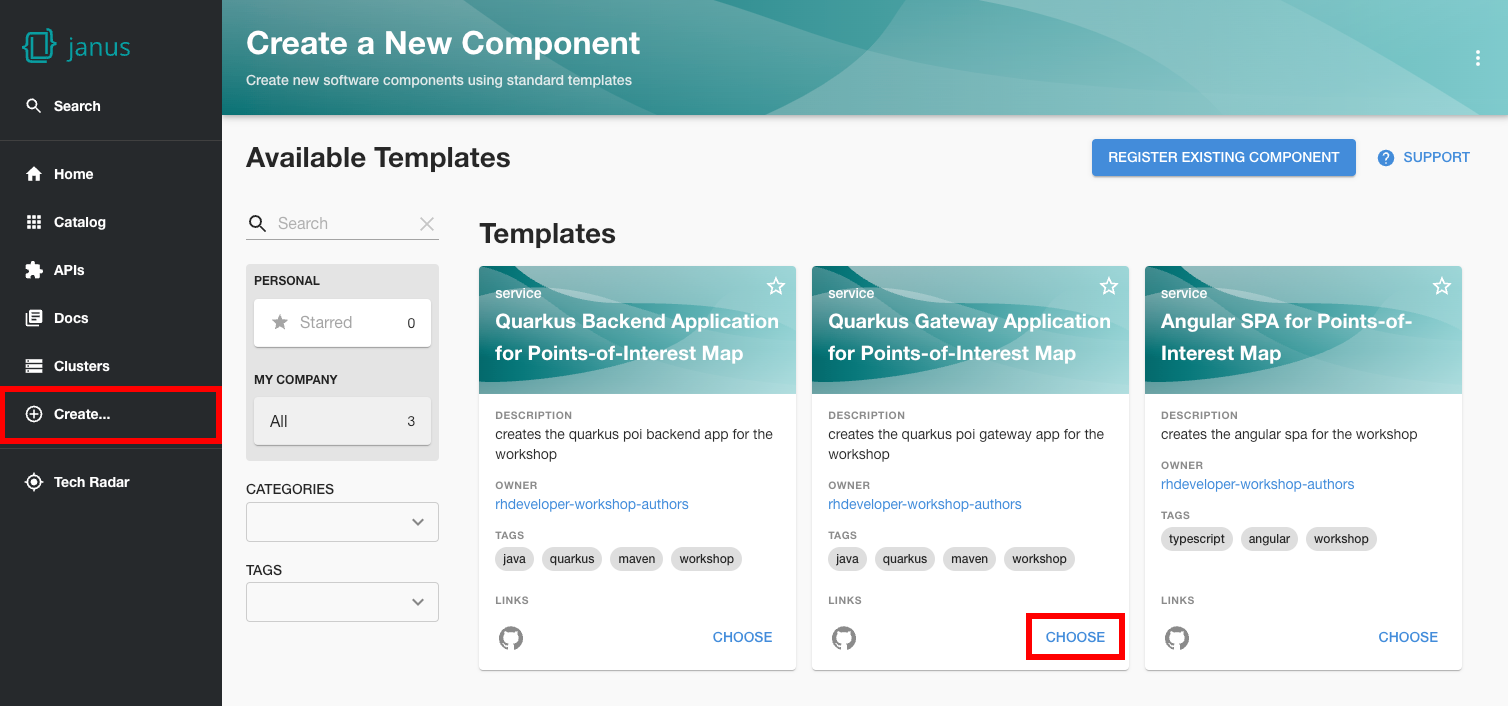 janus
Search
Home
Catalog
APIs
Docs
Clusters
Create...
Tech Radar
Create a New Component
Create new software components using standard templates
Available Templates
REGISTER EXISTING COMPONENT
? SUPPORT
Search
PERSONAL
Starred 0
MY COMPANY
All 3
CATEGORIES
TAGS
Templates
service
Quarkus Backend Application
for Points-of-Interest Map
DESCRIPTION
creates the quarkus poi backend app for the
workshop
OWNER
rhdeveloper-workshop-authors
TAGS
java quarkus maven workshop
LINKS
CHOOSE
service
Quarkus Gateway Application
for Points-of-Interest Map
DESCRIPTION
creates the quarkus poi gateway app for the
workshop
OWNER
rhdeveloper-workshop-authors
TAGS
java quarkus maven workshop
LINKS
CHOOSE
service
Angular SPA for Points-of-
Interest Map
DESCRIPTION
creates the angular spa for the workshop
OWNER
rhdeveloper-workshop-authors
TAGS
typescript angular workshop
LINKS
CHOOSE